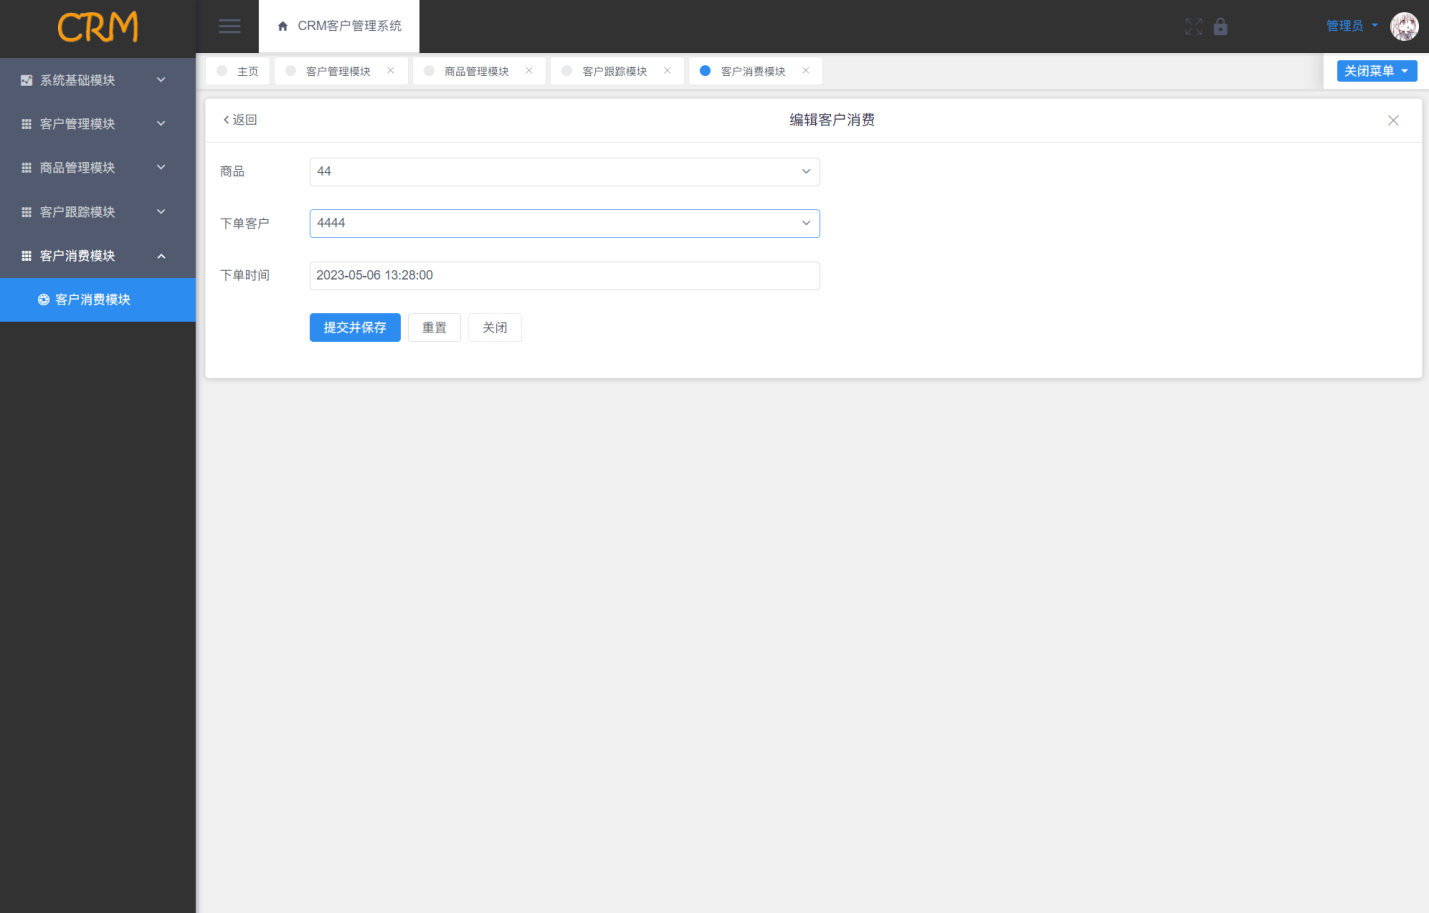 CRM
CRM客户管理系统
管理员
系统基础模块
客户管理模块
商品管理模块
客户跟踪模块
客户消费模块
客户消费模块
主页
客户管理模块
商品管理模块
客户跟踪模块
客户消费模块
关闭菜单
返回
编辑客户消费
商品
44
下单客户
4444
下单时间
2023-05-06 13:28:00
提交并保存
重置
关闭